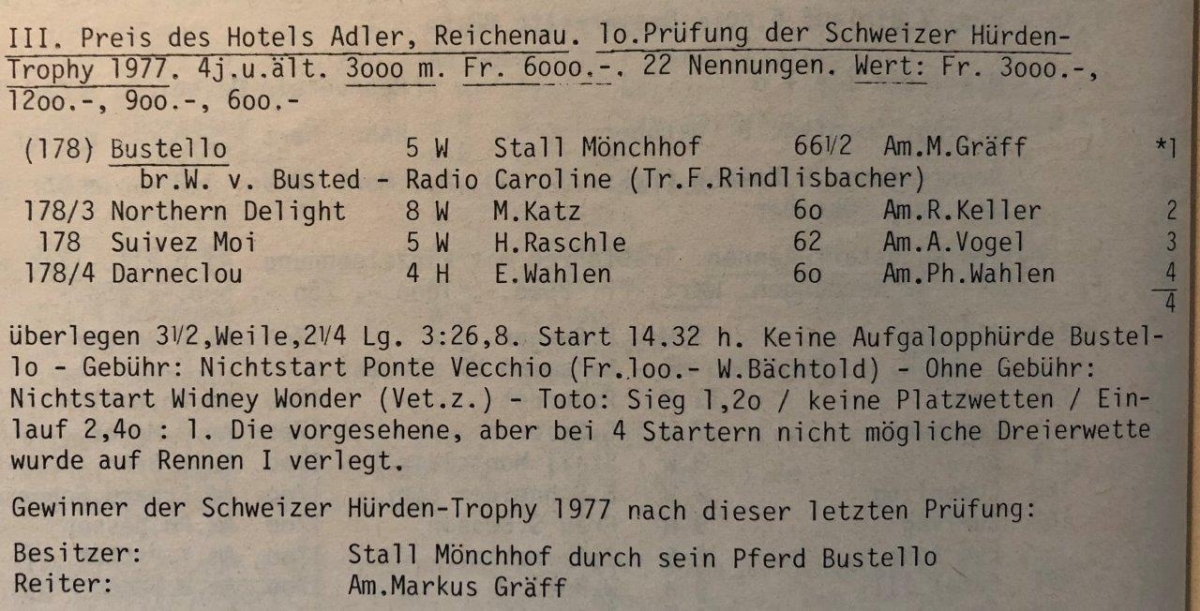 III. Preis des Hotels Adler, Reichenau. lo.Prüfung der Schweizer Hürden-
Trophy 1977. 4j.u.ält. 3ooo m. Fr. 6ooo.-. 22 Nennungen. Wert: Fr. 3ooo.-,
12oo.-, 9oo.-, 6oo.-
(178) Bustello 5 W Stall Mönchhof 66½ Am.M.Gräff *1
br.W. v. Busted - Radio Caroline (Tr.F.Rindlisbacher)
178/3 Northern Delight 8 W M.Katz 6o Am.R.Keller 2
178 Suivez Moi 5 W H.Raschle 62 Am.A.Vogel 3
178/4 Darneclou 4 H E.Wahlen 6o Am.Ph.Wahlen 4
4
überlegen 3½,Weile,2¼ Lg. 3:26,8. Start 14.32 h. Keine Aufgalopphürde Bustel-
lo - Gebühr: Nichtstart Ponte Vecchio (Fr.loo.- W.Bächtold) - Ohne Gebühr:
Nichtstart Widney Wonder (Vet.z.) - Toto: Sieg 1,2o / keine Platzwetten / Ein-
lauf 2,4o : 1. Die vorgesehene, aber bei 4 Startern nicht mögliche Dreierwette
wurde auf Rennen I verlegt.
Gewinner der Schweizer Hürden-Trophy 1977 nach dieser letzten Prüfung:
Besitzer: Stall Mönchhof durch sein Pferd Bustello
Reiter: Am.Markus Gräff